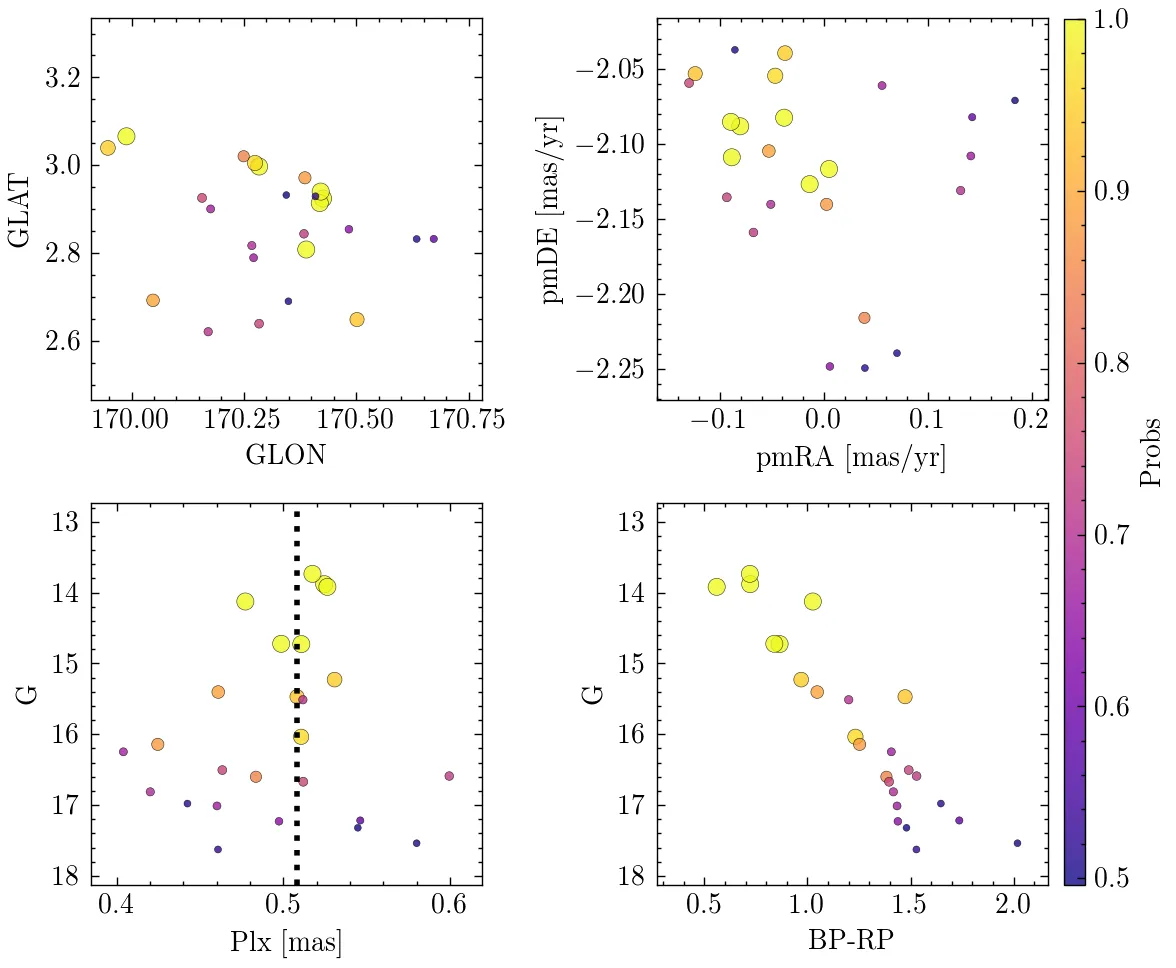 3.2
3.0
2.8
2.6
GLAT
170.00 170.25 170.50 170.75
GLON
−2.05
−2.10
−2.15
−2.20
−2.25
pmDE [mas/yr]
−0.1 0.0 0.1 0.2
pmRA [mas/yr]
1.0
0.9
0.8
0.7
0.6
0.5
Probs
13
14
15
16
17
18
G
0.4 0.5 0.6
Plx [mas]
13
14
15
16
17
18
G
0.5 1.0 1.5 2.0
BP-RP